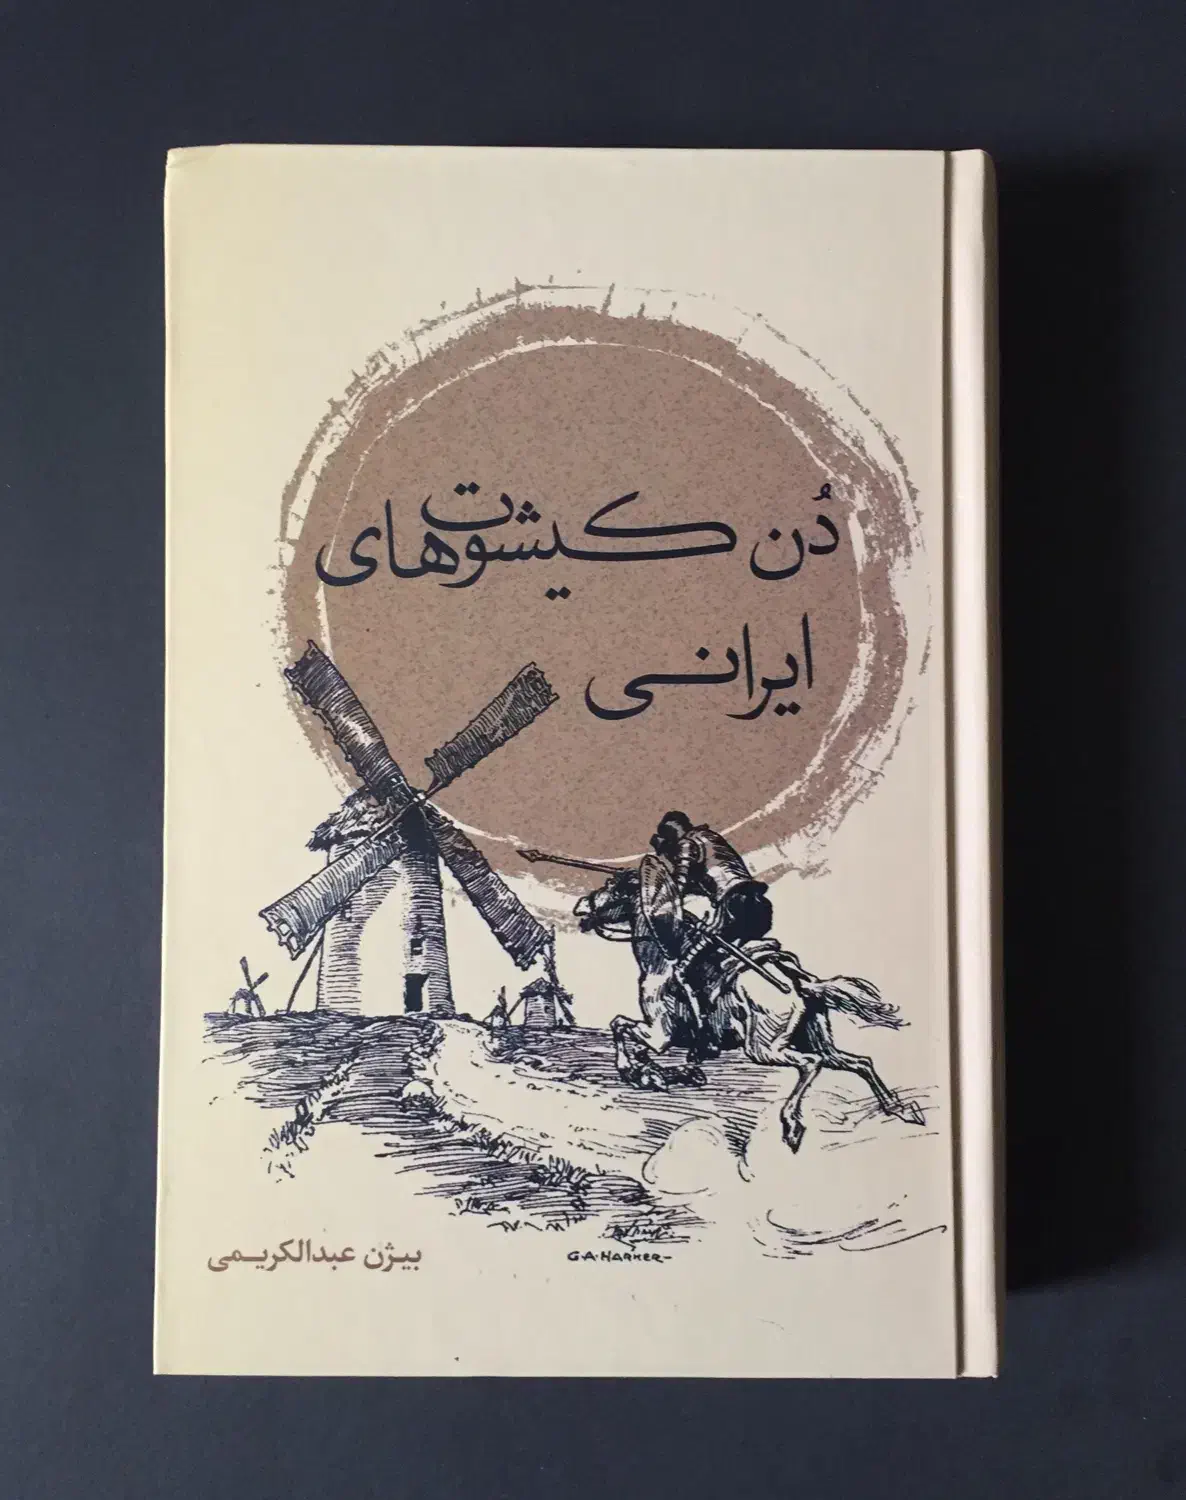 دُن کیشوت‌های
ایرانی
بیژن عبدالکریمی
G.A.HARKER-